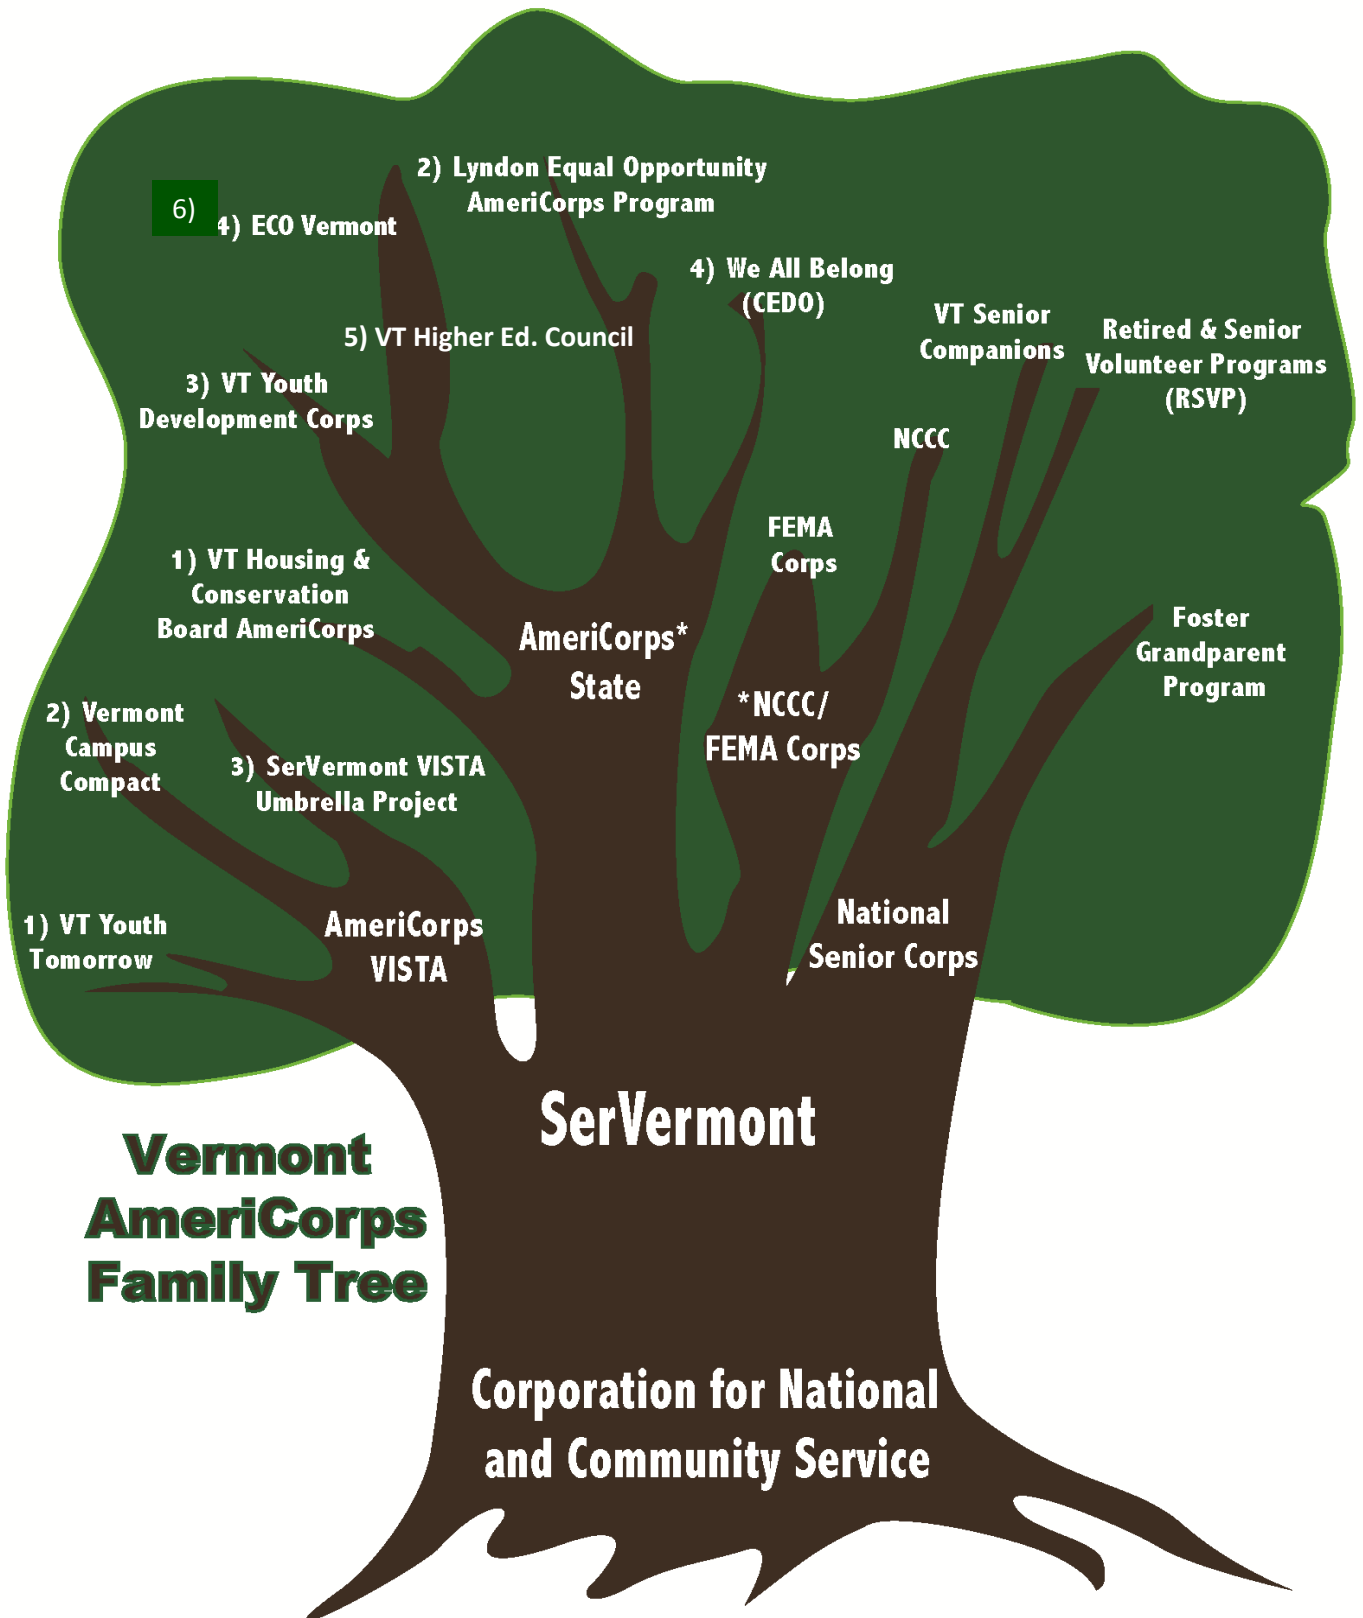 2) Lyndon Equal Opportunity
AmeriCorps Program
6)
4) ECO Vermont
4) We All Belong
(CEDO)
VT Senior
Companions
Retired & Senior
Volunteer Programs
(RSVP)
5) VT Higher Ed. Council
3) VT Youth
Development Corps
NCCC
FEMA
Corps
1) VT Housing &
Conservation
Board AmeriCorps
AmeriCorps*
State
Foster
Grandparent
Program
*NCCC/
FEMA Corps
2) Vermont
Campus
Compact
3) SerVermont VISTA
Umbrella Project
1) VT Youth
Tomorrow
AmeriCorps
VISTA
National
Senior Corps
SerVermont
Vermont
AmeriCorps
Family Tree
Corporation for National
and Community Service